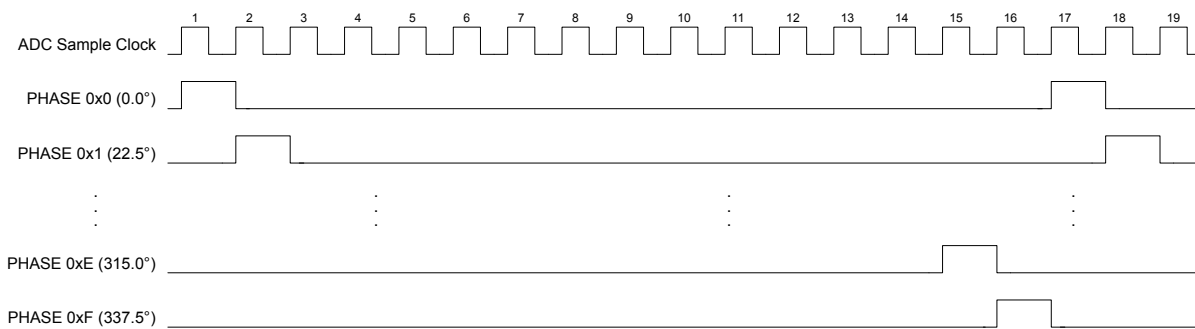 1 2 3 4 5 6 7 8 9 10 11 12 13 14 15 16 17 18 19
ADC Sample Clock
PHASE 0x0 (0.0°)
PHASE 0x1 (22.5°)
PHASE 0xE (315.0°)
PHASE 0xF (337.5°)